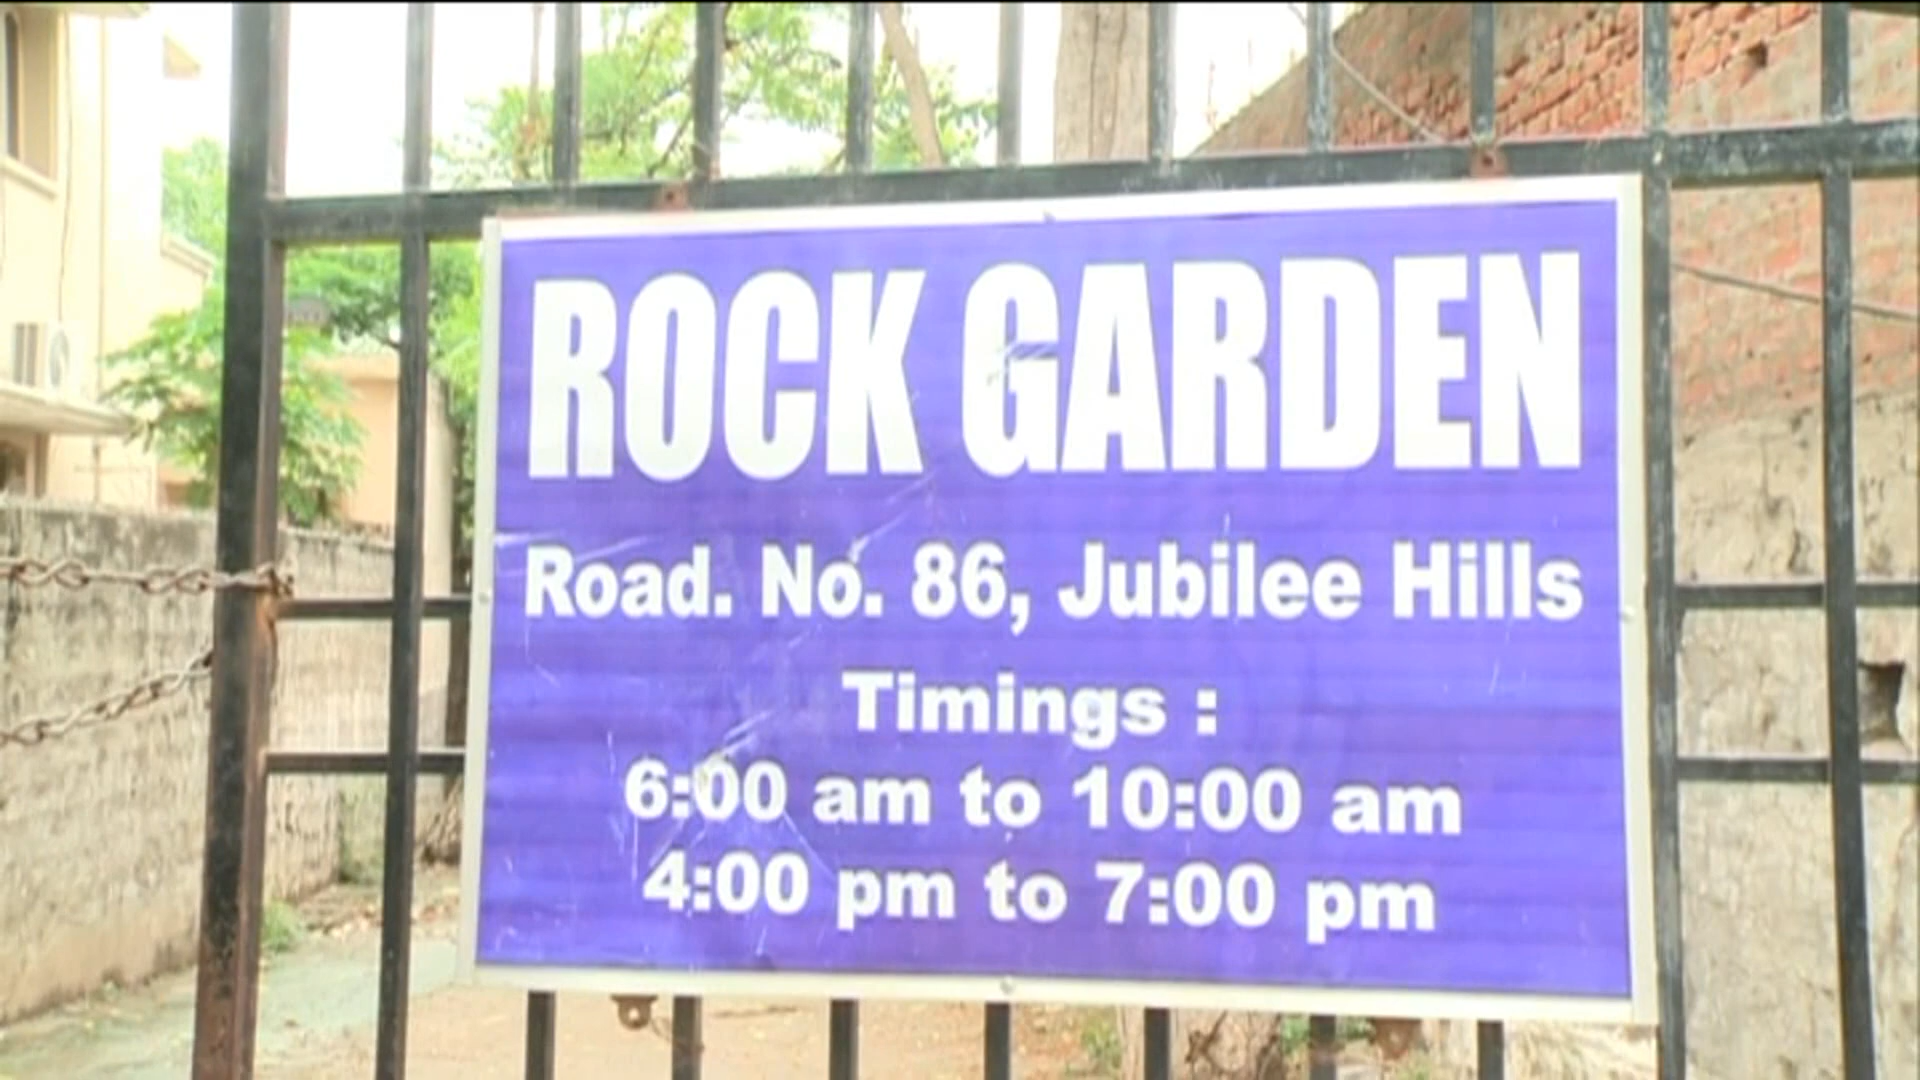 ROCK GARDEN
Road. No. 86, Jubilee Hills
Timings :
6:00 am to 10:00 am
4:00 pm to 7:00 pm